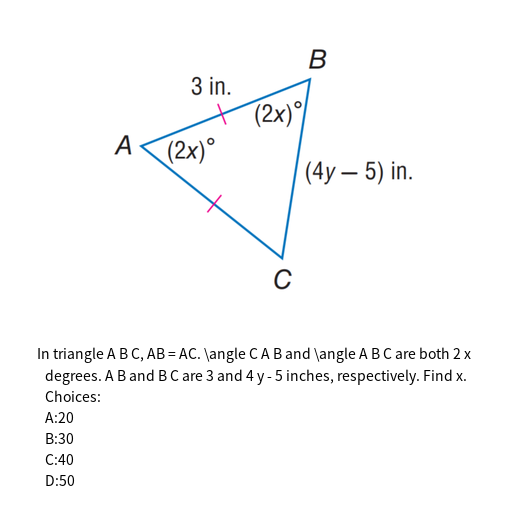 B
3 in.
(2x)°
A
(2x)°
(4y – 5) in.
C
In triangle A B C, AB = AC. \angle C A B and \angle A B C are both 2 x
degrees. A B and B C are 3 and 4 y - 5 inches, respectively. Find x.
Choices:
A:20
B:30
C:40
D:50